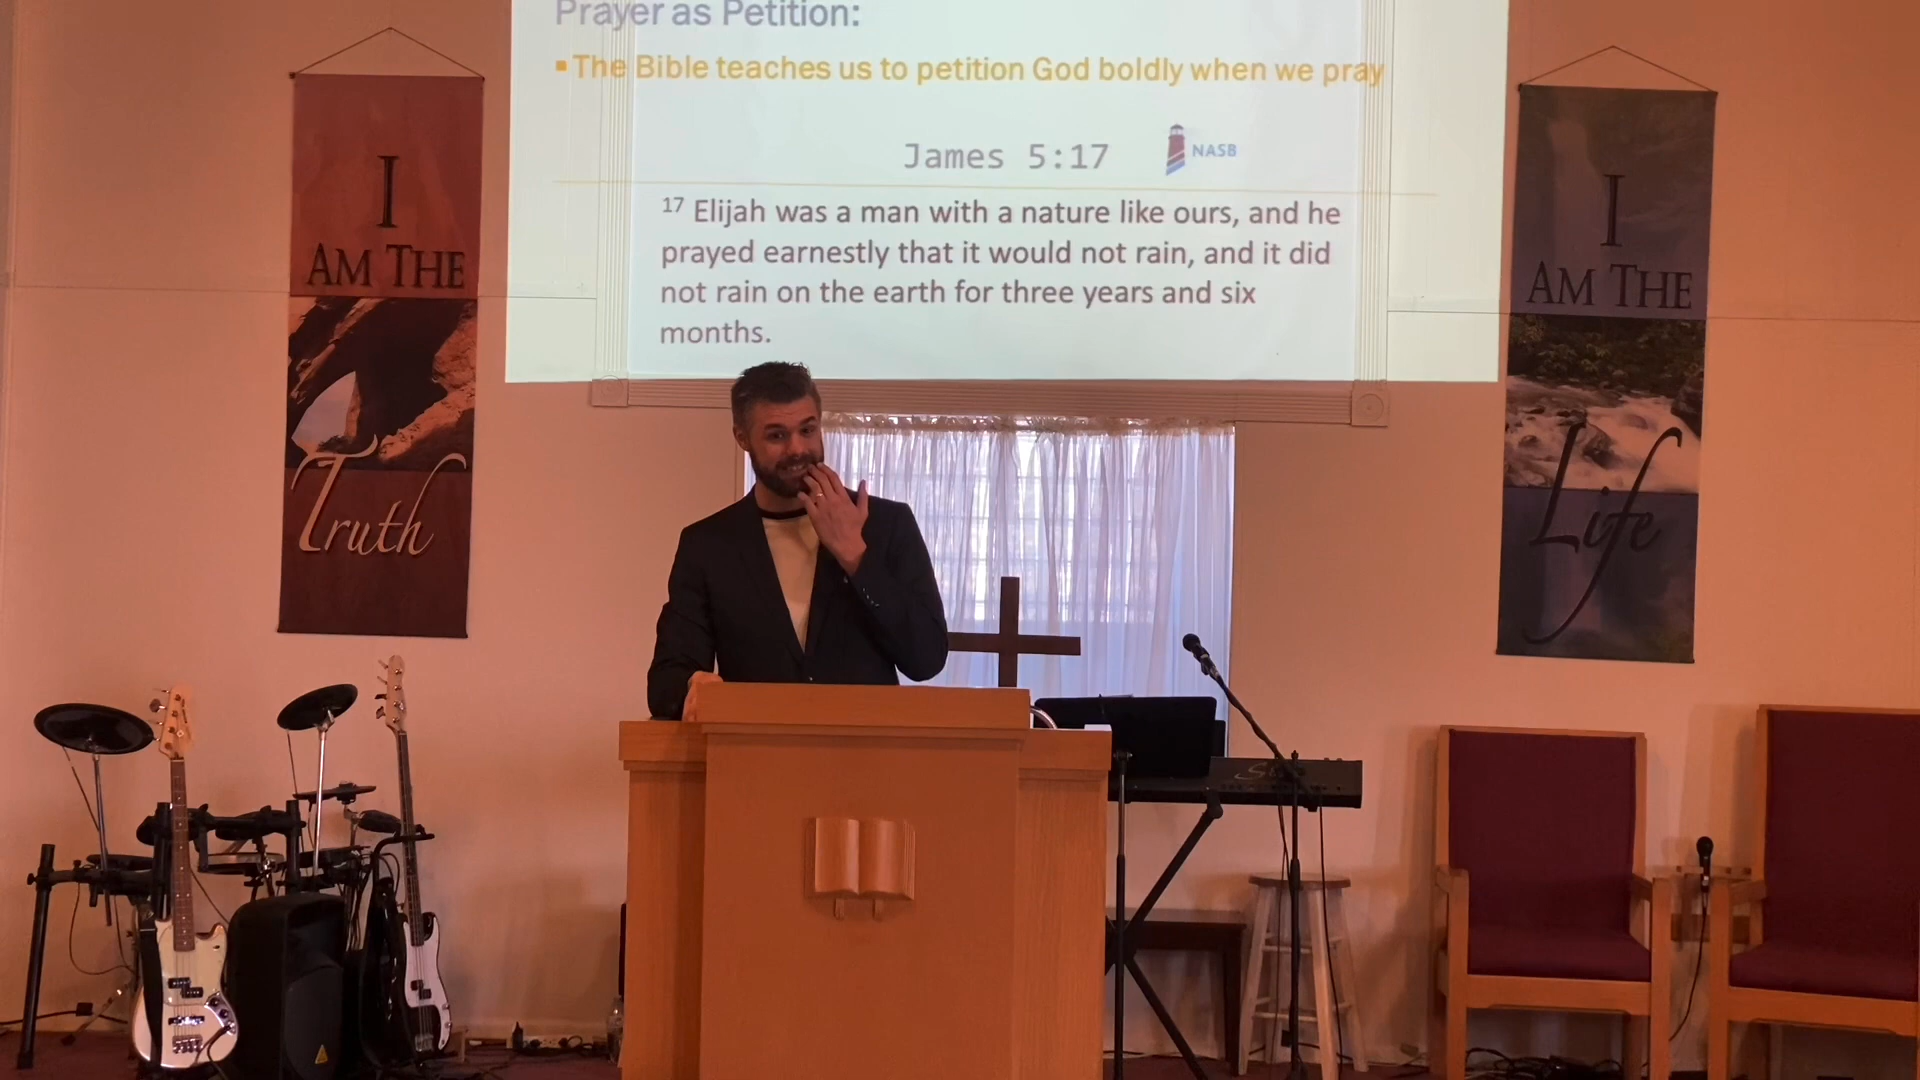 Prayer as Petition:
▪The Bible teaches us to petition God boldly when we pray
James 5:17
NASB
17 Elijah was a man with a nature like ours, and he
prayed earnestly that it would not rain, and it did
not rain on the earth for three years and six
months.
I
AM THE
Truth
I
AM THE
Life